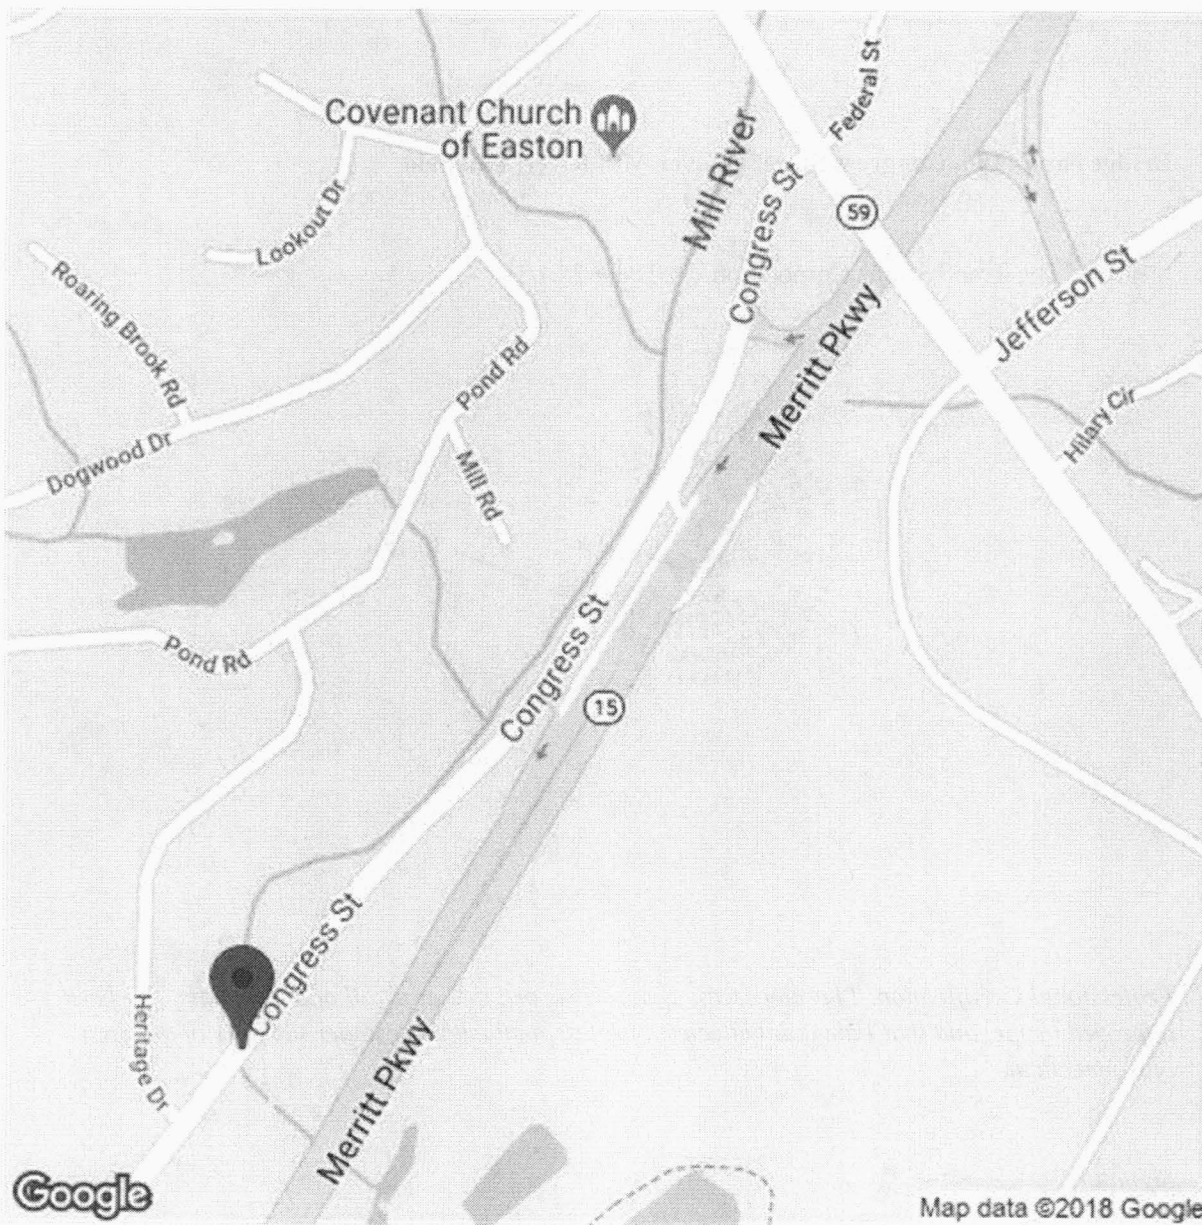 Federal St
Covenant Church
of Easton
Mill River
Congress St
59
Lookout Dr
Roaring Brook Rd
Jefferson St
Merritt Pkwy
Pond Rd
Hilary Cir
Dogwood Dr
Mill Rd
Pond Rd
Congress St
15
Congress St
Heritage Dr
Merritt Pkwy
Google
Map data ©2018 Google